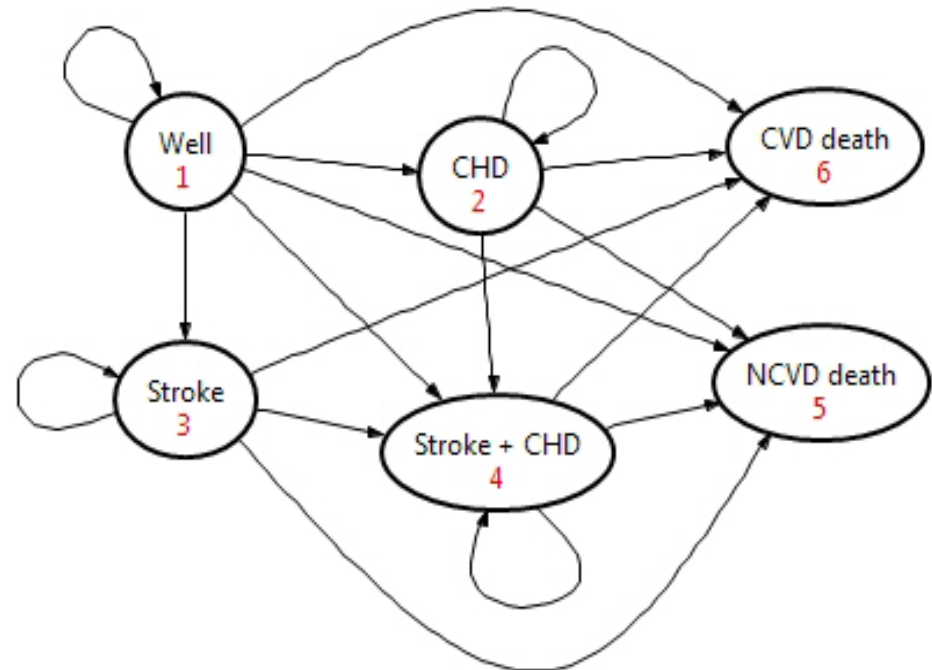 Well
1
CHD
2
CVD death
6
Stroke
3
Stroke + CHD
4
NCVD death
5